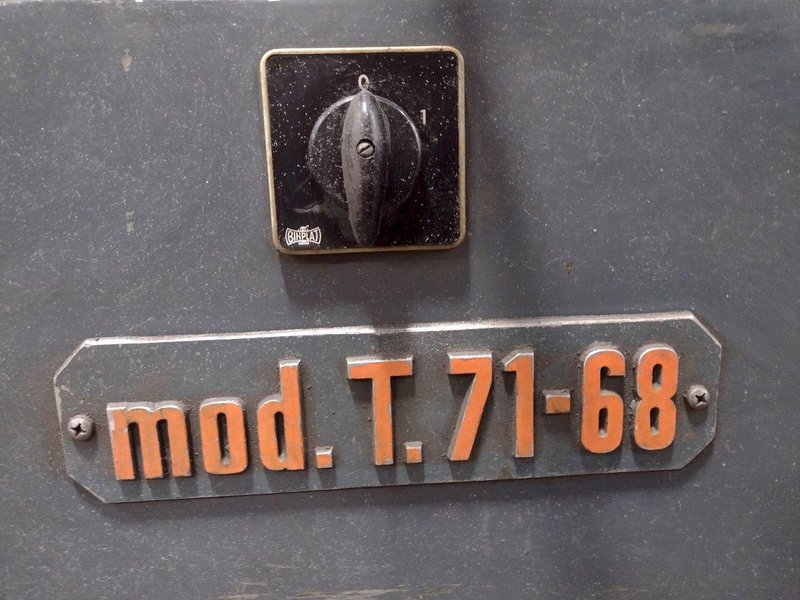 0
1
BIHPLAT
mod. T. 71-68